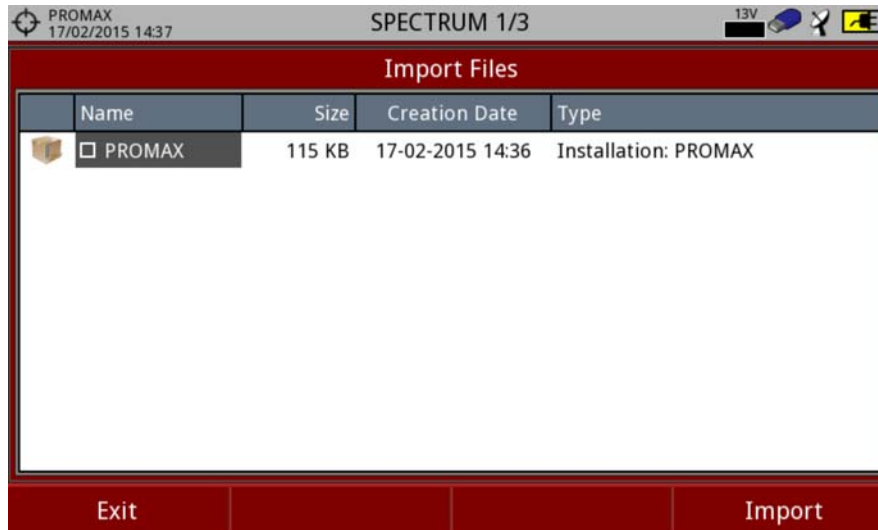 PROMAX
17/02/2015 14:37 SPECTRUM 1/3 13V
Import Files
Name Size Creation Date Type
PROMAX 115 KB 17-02-2015 14:36 Installation: PROMAX
Exit Import